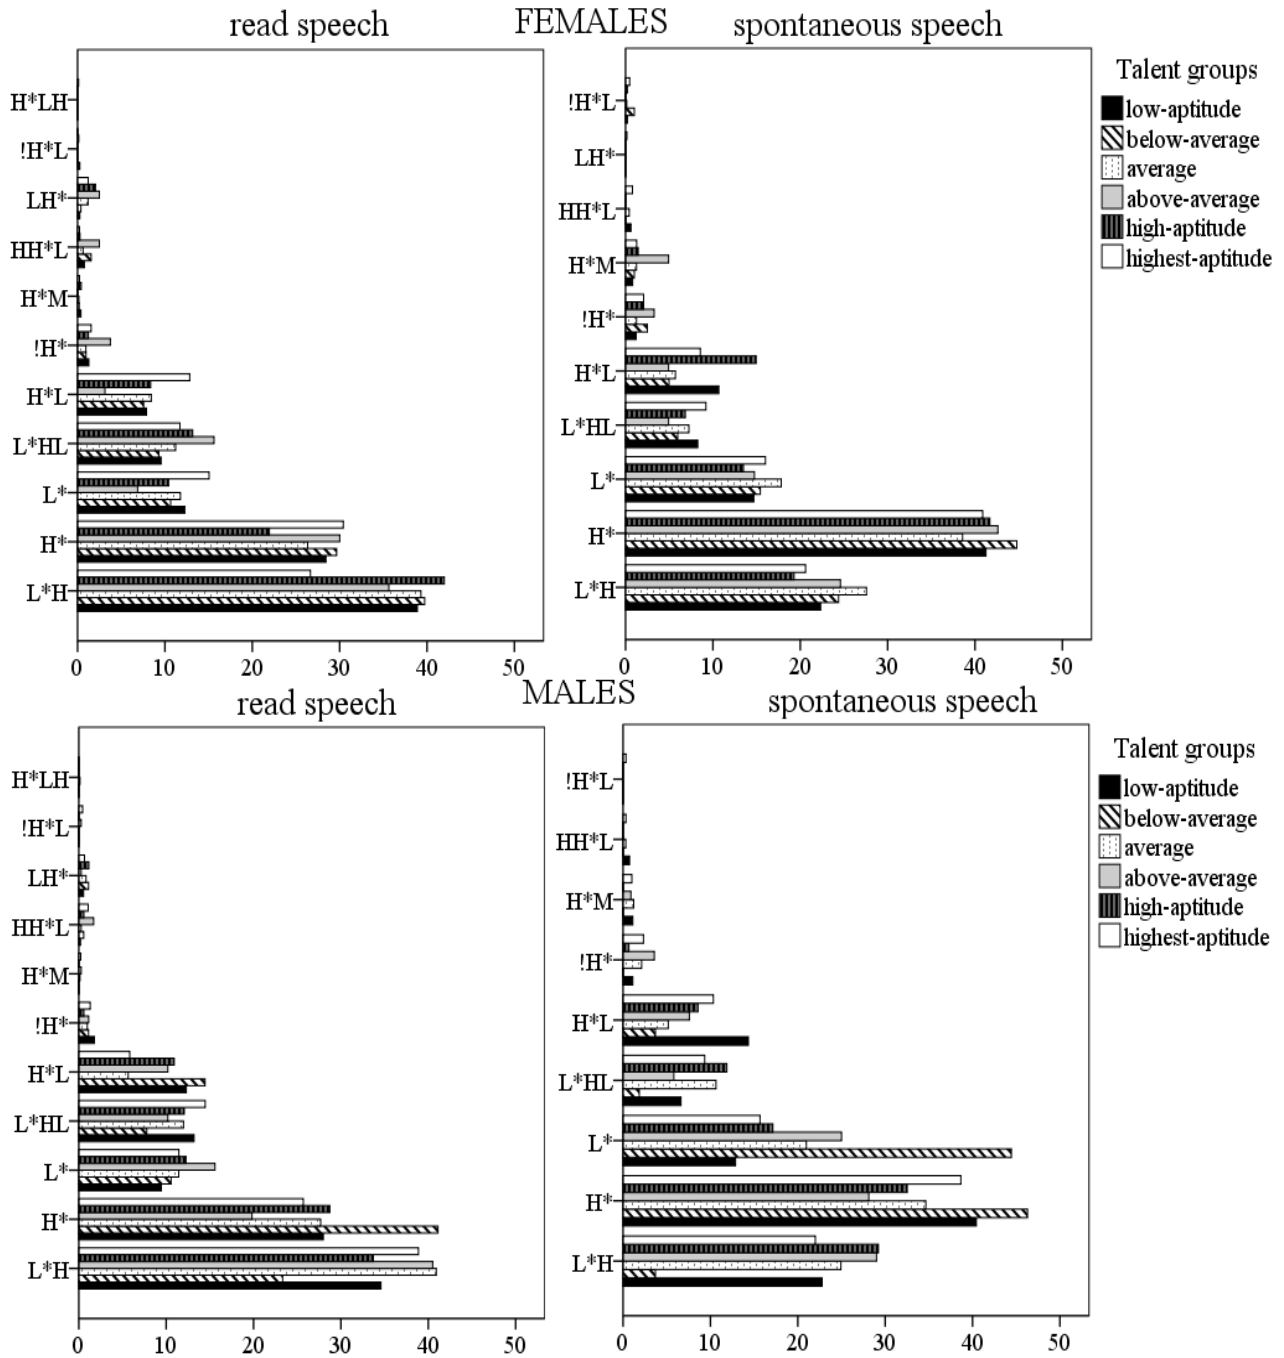 FEMALES
read speech
spontaneous speech
H*LH
!H*L
LH*
HH*L
H*M
!H*
H*L
L*HL
L*
H*
L*H
0 10 20 30 40 50
!H*L
LH*
HH*L
H*M
!H*
H*L
L*HL
L*
H*
L*H
0 10 20 30 40 50
Talent groups
low-aptitude
below-average
average
above-average
high-aptitude
highest-aptitude
MALES
read speech
spontaneous speech
H*LH
!H*L
LH*
HH*L
H*M
!H*
H*L
L*HL
L*
H*
L*H
0 10 20 30 40 50
!H*L
HH*L
H*M
!H*
H*L
L*HL
L*
H*
L*H
0 10 20 30 40 50
Talent groups
low-aptitude
below-average
average
above-average
high-aptitude
highest-aptitude